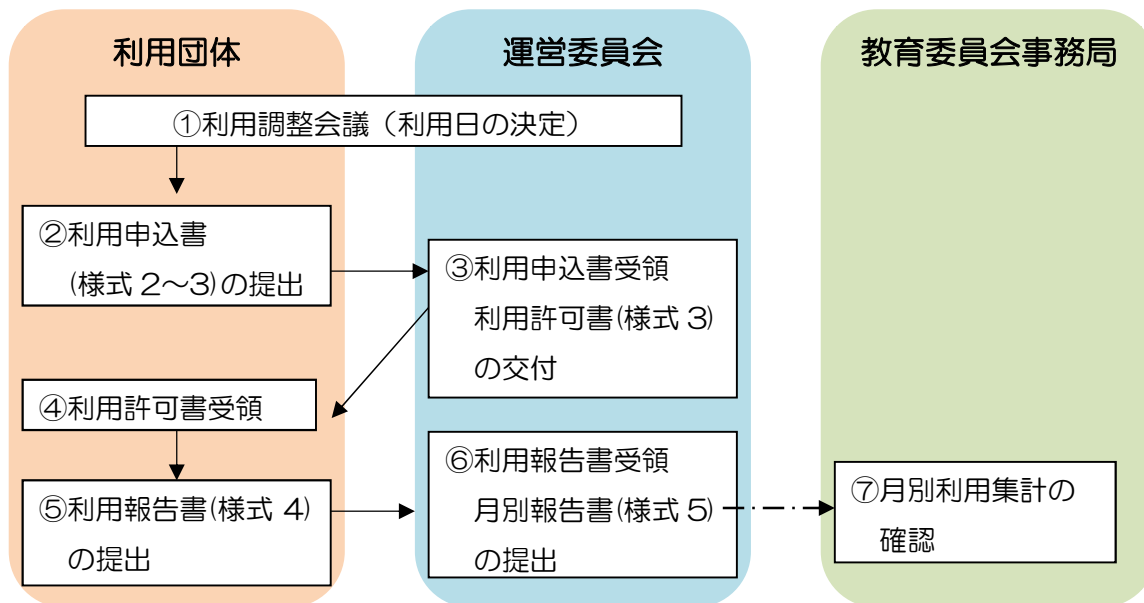 利用団体
運営委員会
教育委員会事務局
①利用調整会議（利用日の決定）
②利用申込書
(様式２～３)の提出
③利用申込書受領
利用許可書(様式３)
の交付
④利用許可書受領
⑤利用報告書(様式 ４)
の提出
⑥利用報告書受領
月別報告書(様式５)
の提出
⑦月別利用集計の
確認